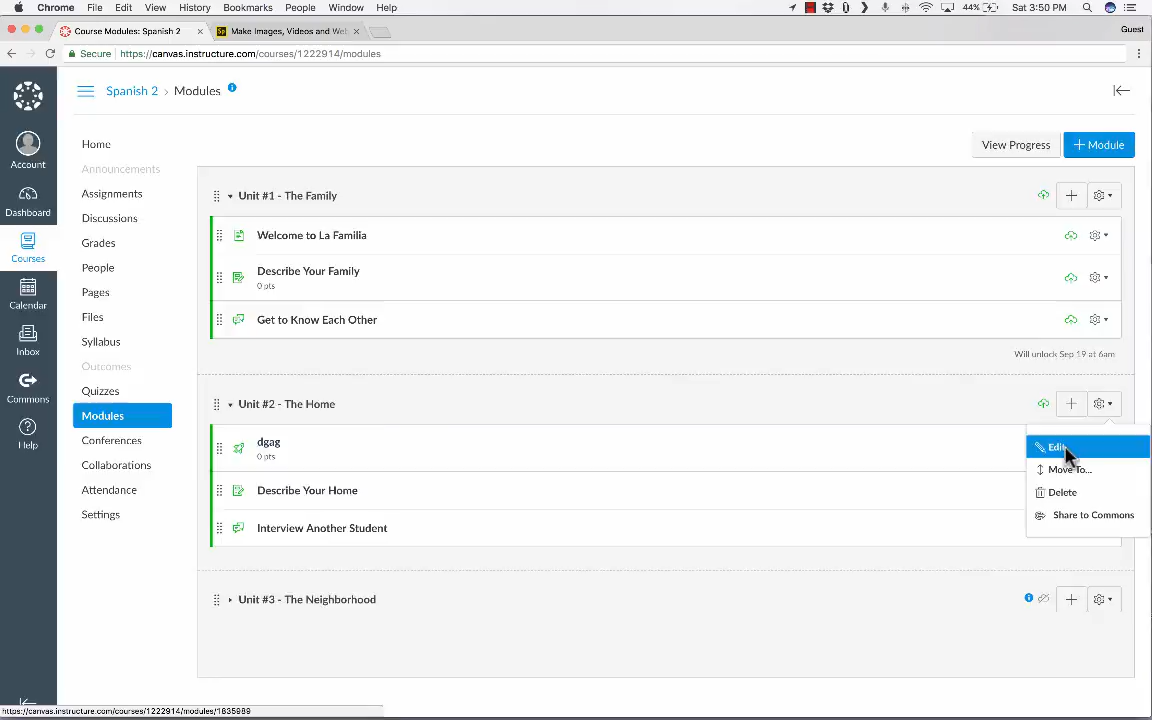 Chrome File Edit View History Bookmarks People Window Help 44% Sat 3:50 PM
Course Modules: Spanish 2 Make Images, Videos and Web Guest
Secure https://canvas.instructure.com/courses/1222914/modules
Spanish 2 › Modules
Home
View Progress + Module
Account
Announcements
Assignments
Unit #1 - The Family
Dashboard
Discussions
Welcome to La Familia
Courses
Grades
People
Describe Your Family
0 pts
Pages
Calendar
Files
Get to Know Each Other
Syllabus
Inbox
Will unlock Sep 19 at 6am
Outcomes
Quizzes
Commons
Unit #2 - The Home
Modules
Help
Conferences
dgag
0 pts
Edit
Collaborations
Move To...
Attendance
Describe Your Home
Delete
Settings
Share to Commons
Interview Another Student
Unit #3 - The Neighborhood
https://canvas.instructure.com/courses/1222914/modules/1835989